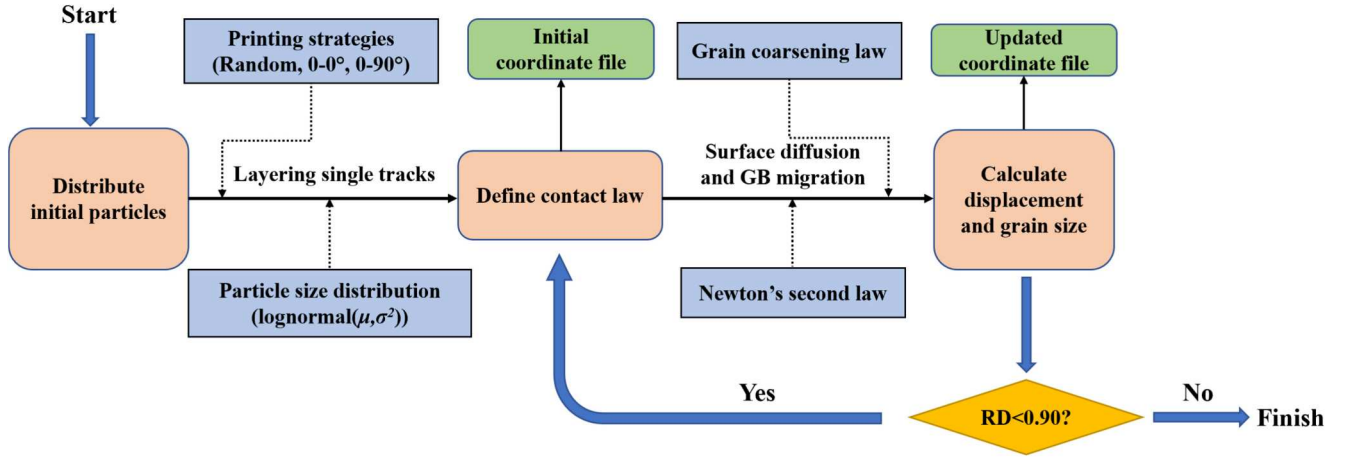 Start
Printing strategies
(Random, 0-0°, 0-90°)
Initial
coordinate file
Grain coarsening law
Updated
coordinate file
Distribute
initial particles
Layering single tracks
Define contact law
Surface diffusion
and GB migration
Calculate
displacement
and grain size
Particle size distribution
(lognormal(μ,σ²))
Newton’s second law
Yes
RD<0.90?
No
Finish